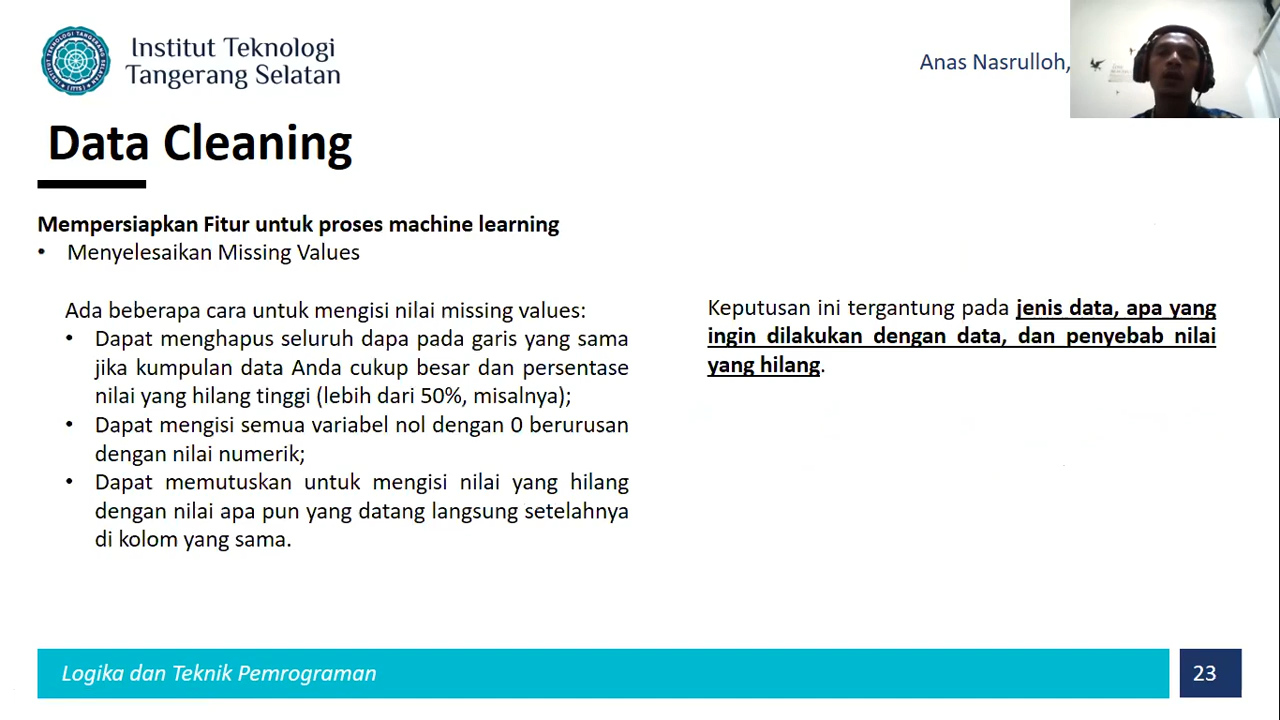 Institut Teknologi
Tangerang Selatan
Anas Nasrulloh,
Data Cleaning
Mempersiapkan Fitur untuk proses machine learning
• Menyelesaikan Missing Values
Ada beberapa cara untuk mengisi nilai missing values:
• Dapat menghapus seluruh dapa pada garis yang sama
jika kumpulan data Anda cukup besar dan persentase
nilai yang hilang tinggi (lebih dari 50%, misalnya);
• Dapat mengisi semua variabel nol dengan 0 berurusan
dengan nilai numerik;
• Dapat memutuskan untuk mengisi nilai yang hilang
dengan nilai apa pun yang datang langsung setelahnya
di kolom yang sama.
Keputusan ini tergantung pada jenis data, apa yang
ingin dilakukan dengan data, dan penyebab nilai
yang hilang.
Logika dan Teknik Pemrograman
23